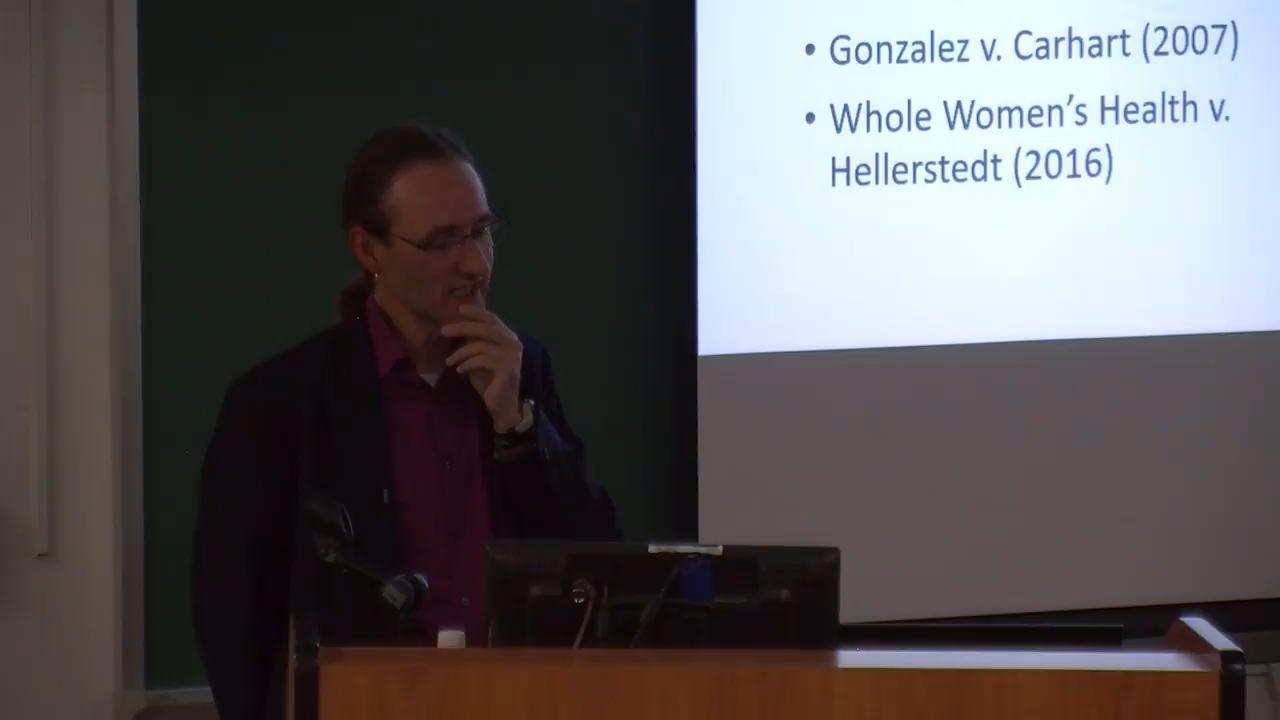 • Gonzalez v. Carhart (2007)
• Whole Women’s Health v.
Hellerstedt (2016)